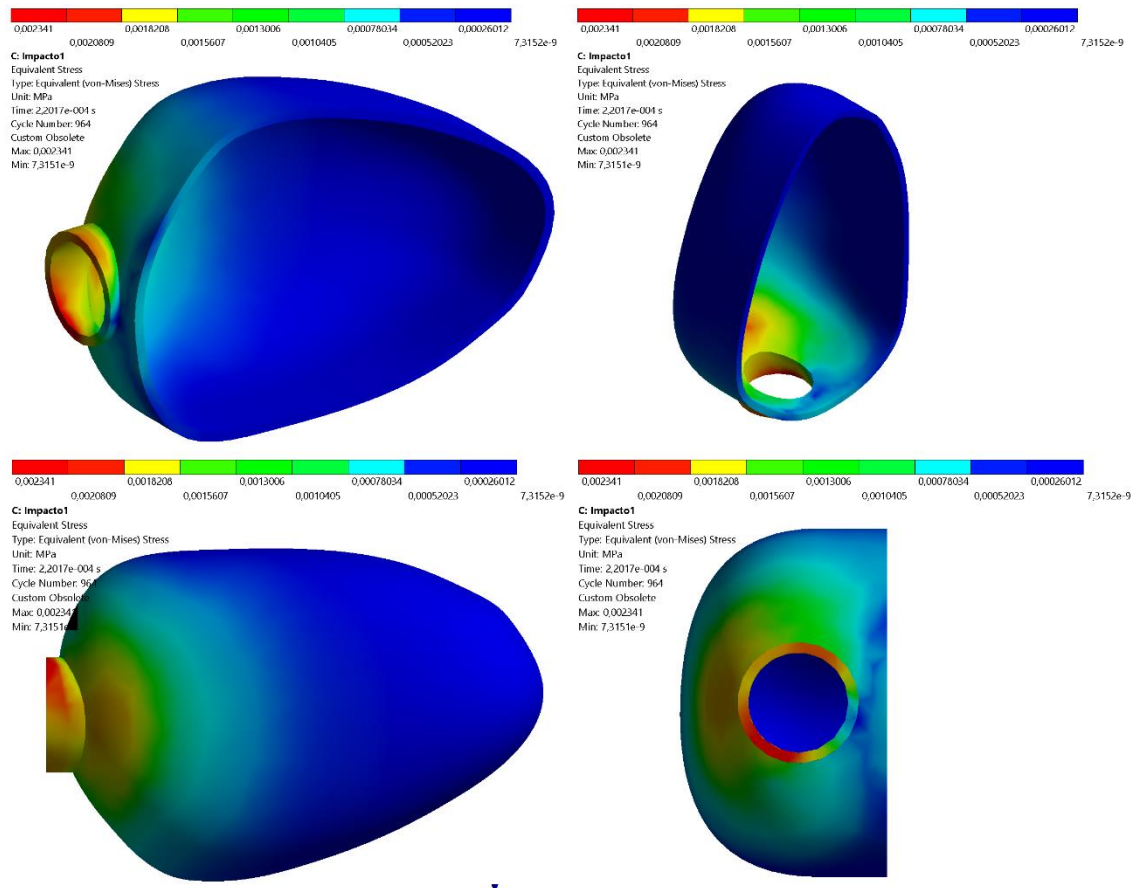 0,002341 0,0018208 0,0013006 0,00078034 0,00026012
0,0020809 0,0015607 0,0010405 0,00052023 7,3152e-9
C: Impacto1
Equivalent Stress
Type: Equivalent (von-Mises) Stress
Unit: MPa
Time: 2,2017e-004 s
Cycle Number: 964
Custom Obsolete
Max: 0,002341
Min: 7,3151e-9
0,002341 0,0018208 0,0013006 0,00078034 0,00026012
0,0020809 0,0015607 0,0010405 0,00052023 7,3152e-9
C: Impacto1
Equivalent Stress
Type: Equivalent (von-Mises) Stress
Unit: MPa
Time: 2,2017e-004 s
Cycle Number: 964
Custom Obsolete
Max: 0,002341
Min: 7,3151e-9
0,002341 0,0018208 0,0013006 0,00078034 0,00026012
0,0020809 0,0015607 0,0010405 0,00052023 7,3152e-9
C: Impacto1
Equivalent Stress
Type: Equivalent (von-Mises) Stress
Unit: MPa
Time: 2,2017e-004 s
Cycle Number: 964
Custom Obsolete
Max: 0,002341
Min:
0,002341 0,0018208 0,0013006 0,00078034 0,00026012
0,0020809 0,0015607 0,0010405 0,00052023 7,3152e-9
C: Impacto1
Equivalent Stress
Type: Equivalent (von-Mises) Stress
Unit: MPa
Time: 2,2017e-004 s
Cycle Number: 964
Custom Obsolete
Max: 0,002341
Min: 7,3151e-9